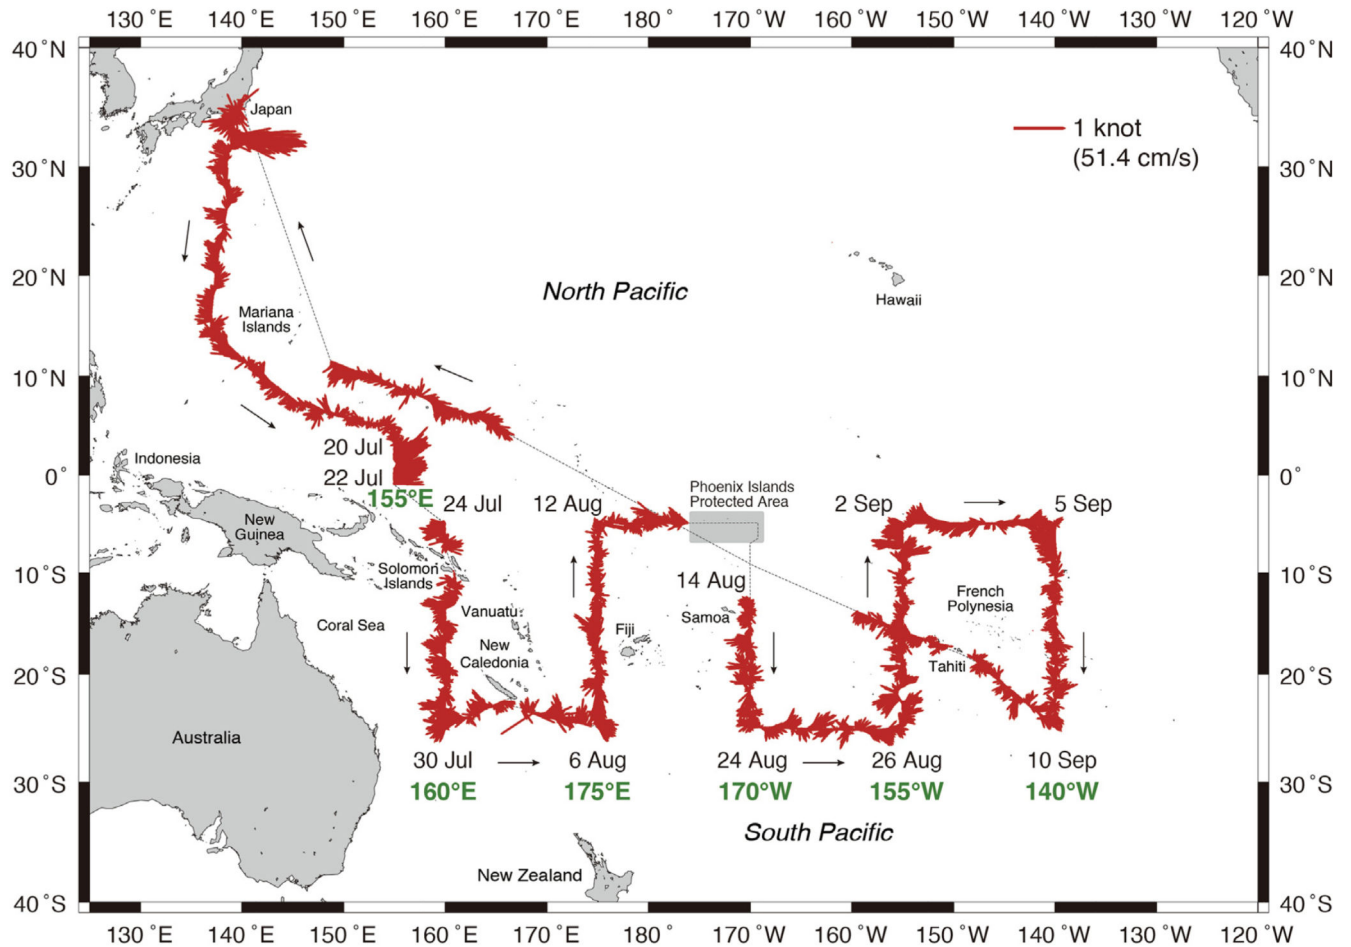 130°E 140°E 150°E 160°E 170°E 180° 170°W 160°W 150°W 140°W 130°W 120°W
40°N 40°N
Japan
1 knot
(51.4 cm/s)
30°N 30°N
20°N 20°N
North Pacific
Hawaii
Mariana
Islands
10°N 10°N
20 Jul
Indonesia
22 Jul
0° 0°
155°E
24 Jul
12 Aug
Phoenix Islands
Protected Area
2 Sep
5 Sep
New
Guinea
Solomon
Islands
10°S 10°S
14 Aug
French
Polynesia
Vanuatu
Samoa
Coral Sea
Fiji
New
Caledonia
Tahiti
20°S 20°S
Australia
30 Jul 6 Aug 24 Aug 26 Aug 10 Sep
30°S 30°S
160°E 175°E 170°W 155°W 140°W
South Pacific
New Zealand
40°S 40°S
130°E 140°E 150°E 160°E 170°E 180° 170°W 160°W 150°W 140°W 130°W 120°W